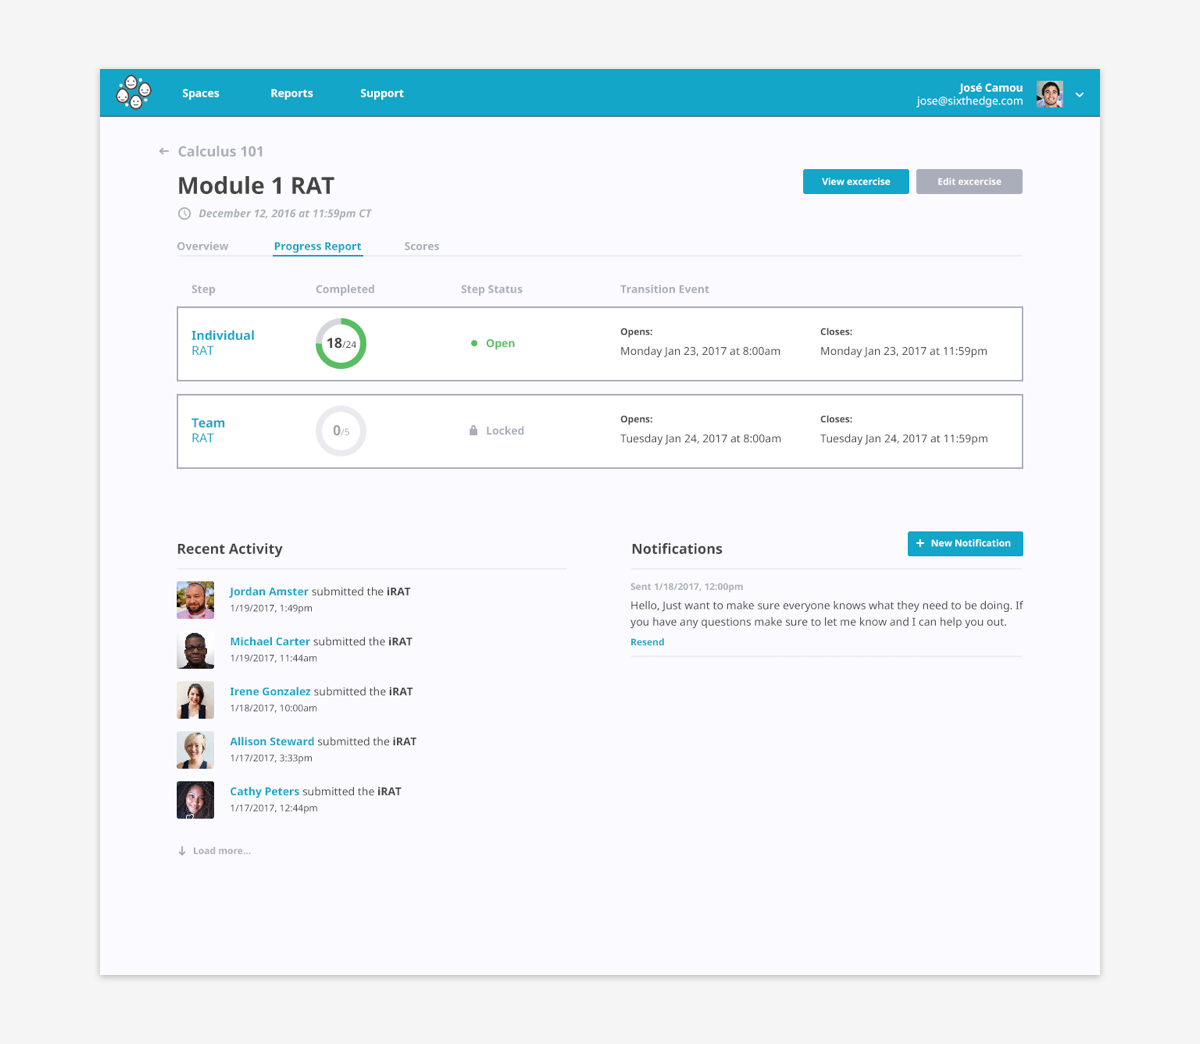 Spaces Reports Support
José Camou
jose@sixthedge.com
Calculus 101
Module 1 RAT
View excercise Edit excercise
December 12, 2016 at 11:59pm CT
Overview Progress Report Scores
Step Completed Step Status Transition Event
Individual
RAT
18/24
Open
Opens:
Monday Jan 23, 2017 at 8:00am
Closes:
Monday Jan 23, 2017 at 11:59pm
Team
RAT
0/5
Locked
Opens:
Tuesday Jan 24, 2017 at 8:00am
Closes:
Tuesday Jan 24, 2017 at 11:59pm
Recent Activity
Jordan Amster submitted the iRAT
1/19/2017, 1:49pm
Michael Carter submitted the iRAT
1/19/2017, 11:44am
Irene Gonzalez submitted the iRAT
1/18/2017, 10:00am
Allison Steward submitted the iRAT
1/17/2017, 3:33pm
Cathy Peters submitted the iRAT
1/17/2017, 12:44pm
Load more...
Notifications
+ New Notification
Sent 1/18/2017, 12:00pm
Hello, Just want to make sure everyone knows what they need to be doing. If
you have any questions make sure to let me know and I can help you out.
Resend